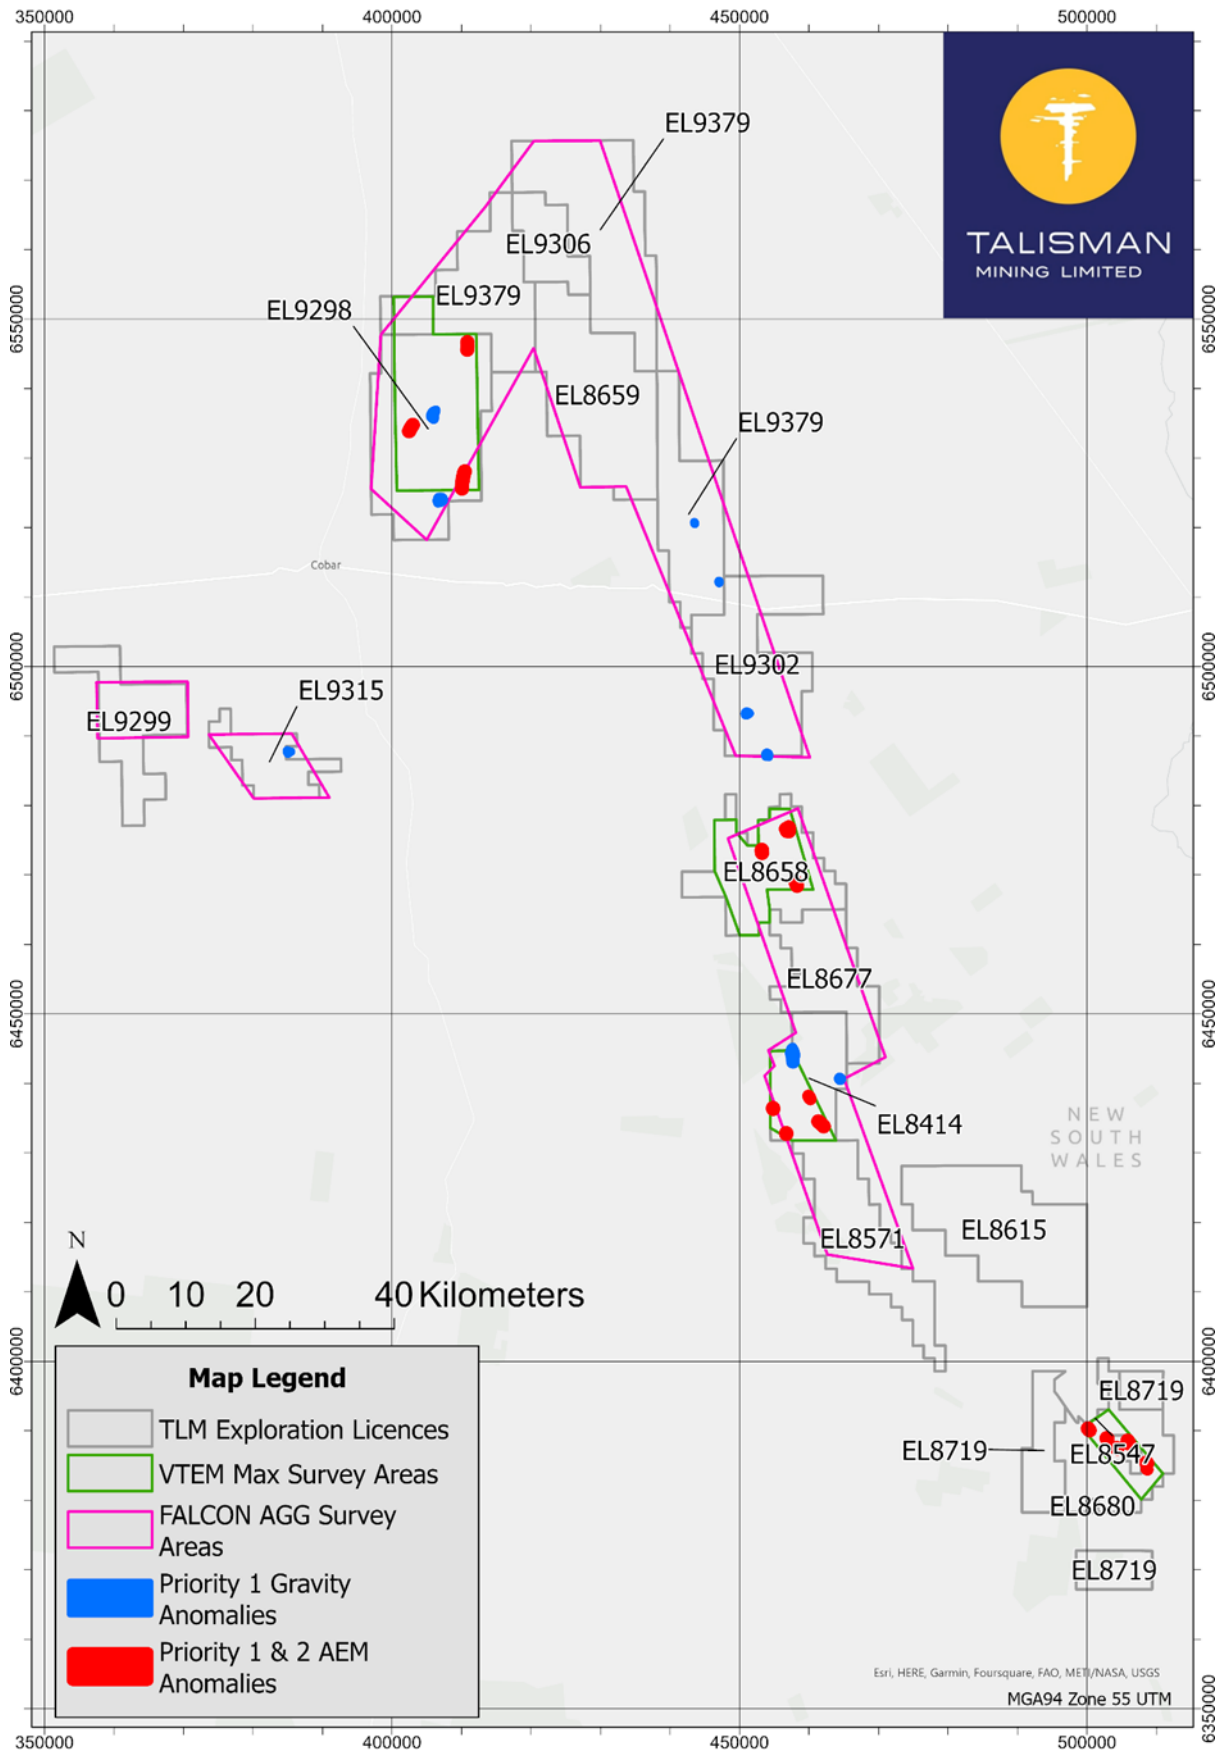 350000
400000
450000
500000
EL9379
TALISMAN
MINING LIMITED
EL9306
EL9379
EL9298
6550000
6550000
EL8659
EL9379
Cobar
6500000
EL9302
6500000
EL9315
EL9299
EL8658
EL8677
6450000
6450000
NEW
SOUTH
WALES
EL8414
EL8615
EL8571
N
0 10 20 40 Kilometers
6400000
6400000
Map Legend
TLM Exploration Licences
VTEM Max Survey Areas
FALCON AGG Survey
Areas
Priority 1 Gravity
Anomalies
Priority 1 & 2 AEM
Anomalies
EL8719
EL8719
EL8547
EL8680
EL8719
Esri, HERE, Garmin, Foursquare, FAO, METI/NASA, USGS
MGA94 Zone 55 UTM
6350000
6350000
350000
400000
450000
500000